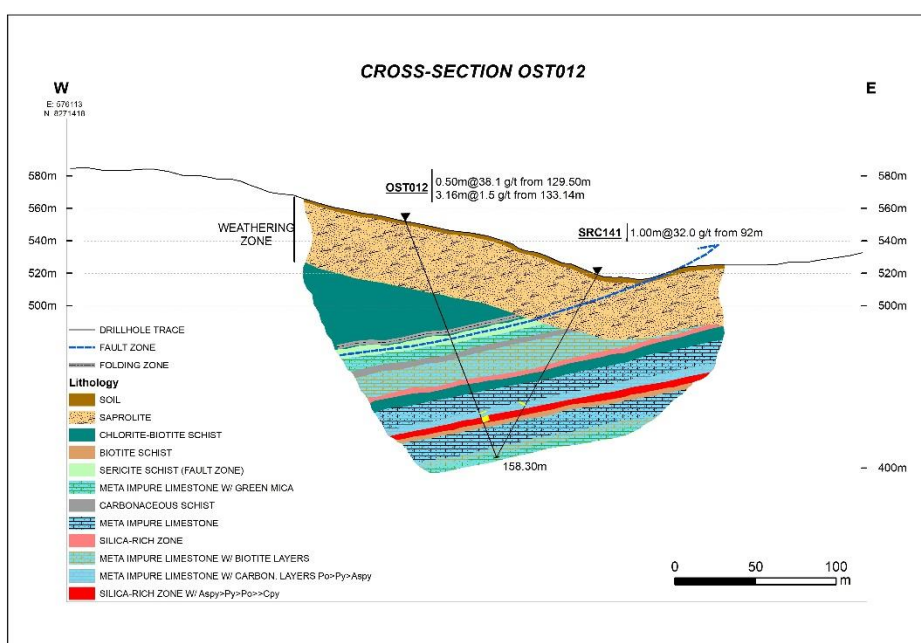 CROSS-SECTION OST012
W
E
E: 576113
N: 8271418
OST012
0.50m@38.1 g/t from 129.50m
3.16m@1.5 g/t from 133.14m
SRC141
1.00m@32.0 g/t from 92m
WEATHERING
ZONE
580m
560m
540m
520m
500m
580m
560m
540m
520m
500m
400m
158.30m
DRILLHOLE TRACE
FAULT ZONE
FOLDING ZONE
Lithology
SOIL
SAPROLITE
CHLORITE-BIOTITE SCHIST
BIOTITE SCHIST
SERICITE SCHIST (FAULT ZONE)
META IMPURE LIMESTONE W/ GREEN MICA
CARBONACEOUS SCHIST
META IMPURE LIMESTONE
SILICA-RICH ZONE
META IMPURE LIMESTONE W/ BIOTITE LAYERS
META IMPURE LIMESTONE W/ CARBON. LAYERS Po>Py>Aspy
SILICA-RICH ZONE W/ Aspy>Py>Po>>Cpy
0 50 100
m